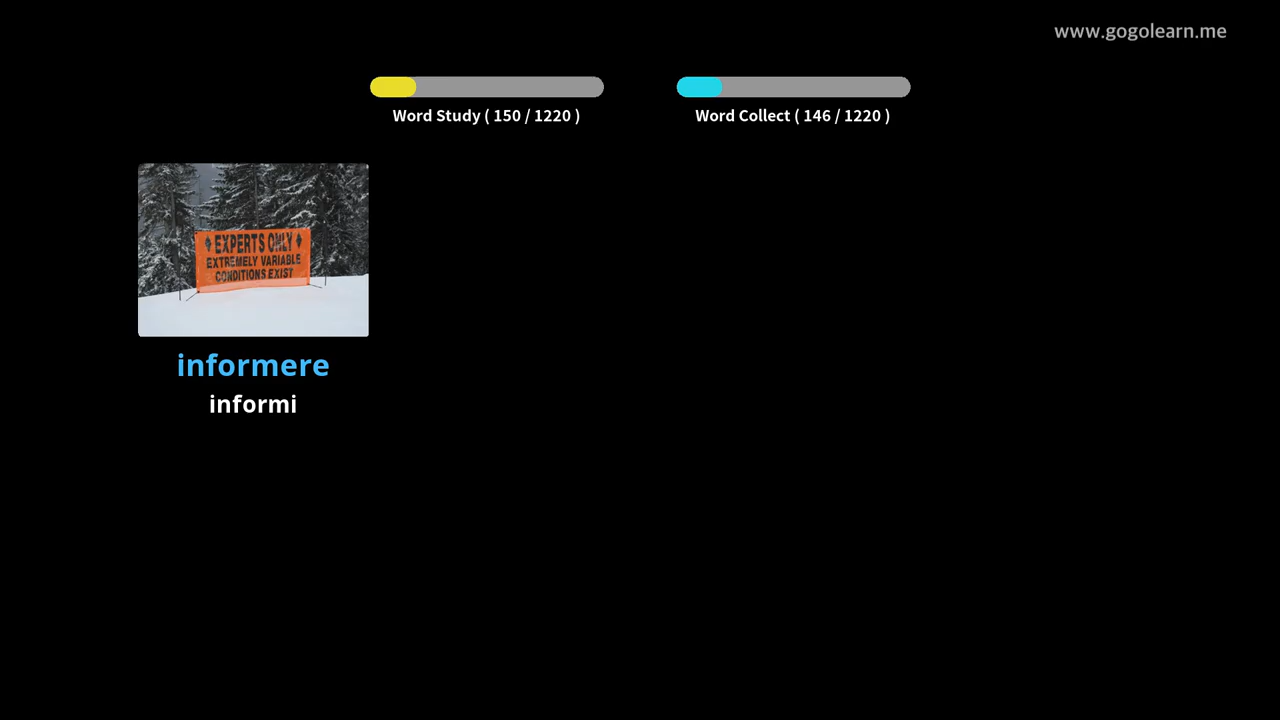 www.gogolearn.me
Word Study ( 150 / 1220 )
Word Collect ( 146 / 1220 )
EXPERTS ONLY
EXTREMELY VARIABLE
CONDITIONS EXIST
informere
informi